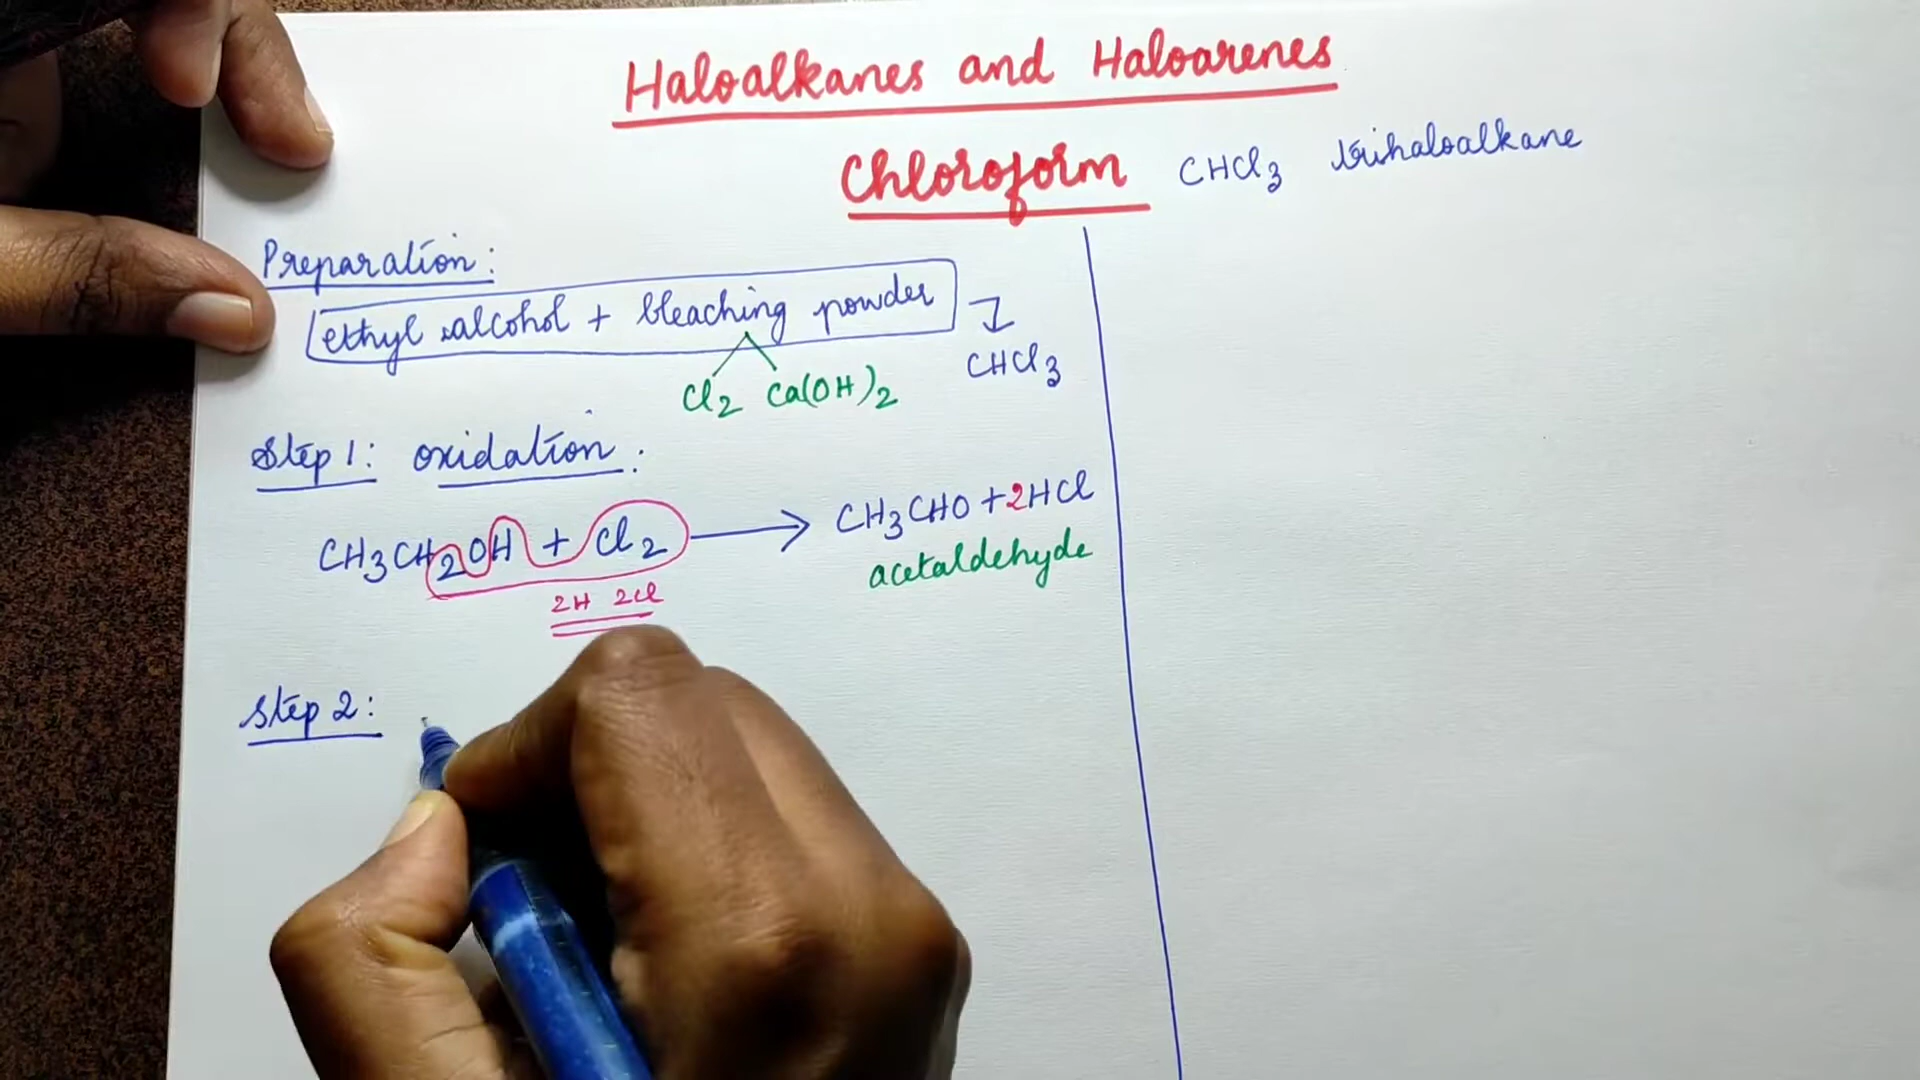 Haloalkanes and Haloarenes
Chloroform CHCl3 trihaloalkane
Preparation:
ethyl alcohol + bleaching powder
Cl2 Ca(OH)2 CHCl3
Step 1: oxidation:
CH3CH2OH + Cl2 → CH3CHO + 2HCl
2H 2Cl acetaldehyde
Step 2: